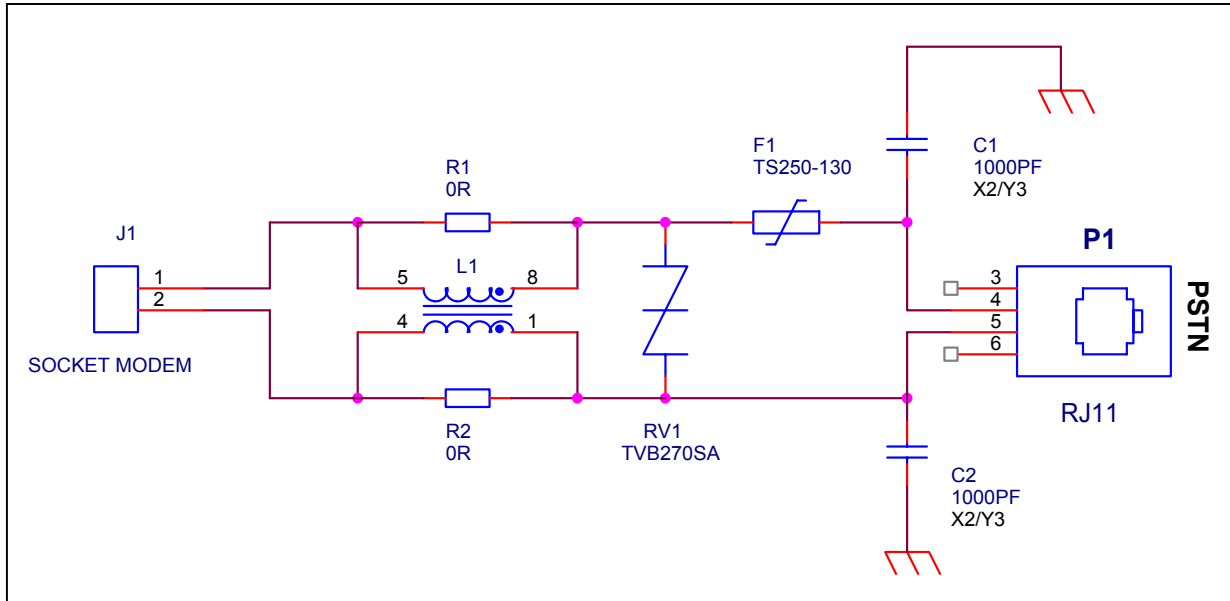 J1
1
2
SOCKET MODEM
R1
0R
L1
5
8
4
1
R2
0R
RV1
TVB270SA
F1
TS250-130
C1
1000PF
X2/Y3
P1
3
4
5
6
PSTN
RJ11
C2
1000PF
X2/Y3